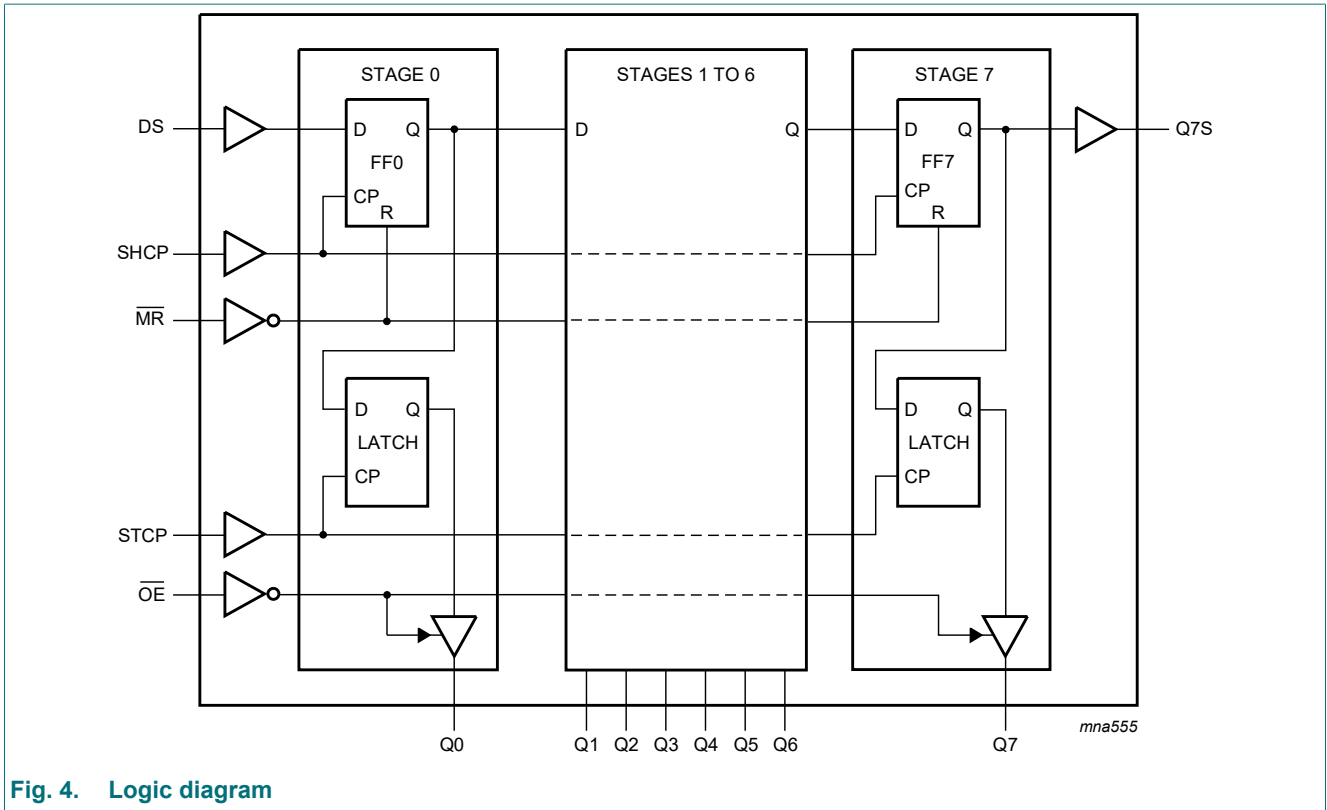 STAGE 0
STAGES 1 TO 6
STAGE 7
DS
D Q
D Q
D Q
Q7S
FF0
FF7
CP
CP
R
R
SHCP
MR
D Q
D Q
LATCH
LATCH
CP
CP
STCP
OE
mna555
Q0 Q1 Q2 Q3 Q4 Q5 Q6 Q7
Fig. 4. Logic diagram